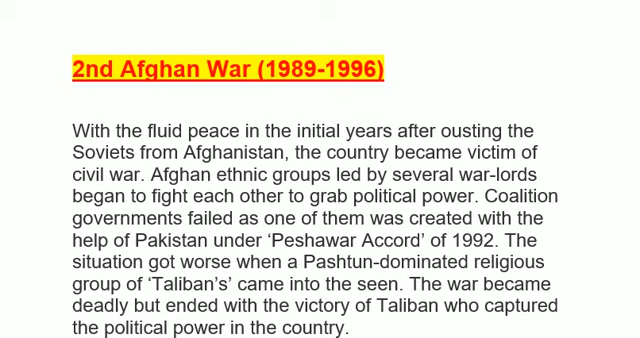 2nd Afghan War (1989-1996)
With the fluid peace in the initial years after ousting the
Soviets from Afghanistan, the country became victim of
civil war. Afghan ethnic groups led by several war-lords
began to fight each other to grab political power. Coalition
governments failed as one of them was created with the
help of Pakistan under ‘Peshawar Accord’ of 1992. The
situation got worse when a Pashtun-dominated religious
group of ‘Taliban’s’ came into the seen. The war became
deadly but ended with the victory of Taliban who captured
the political power in the country.